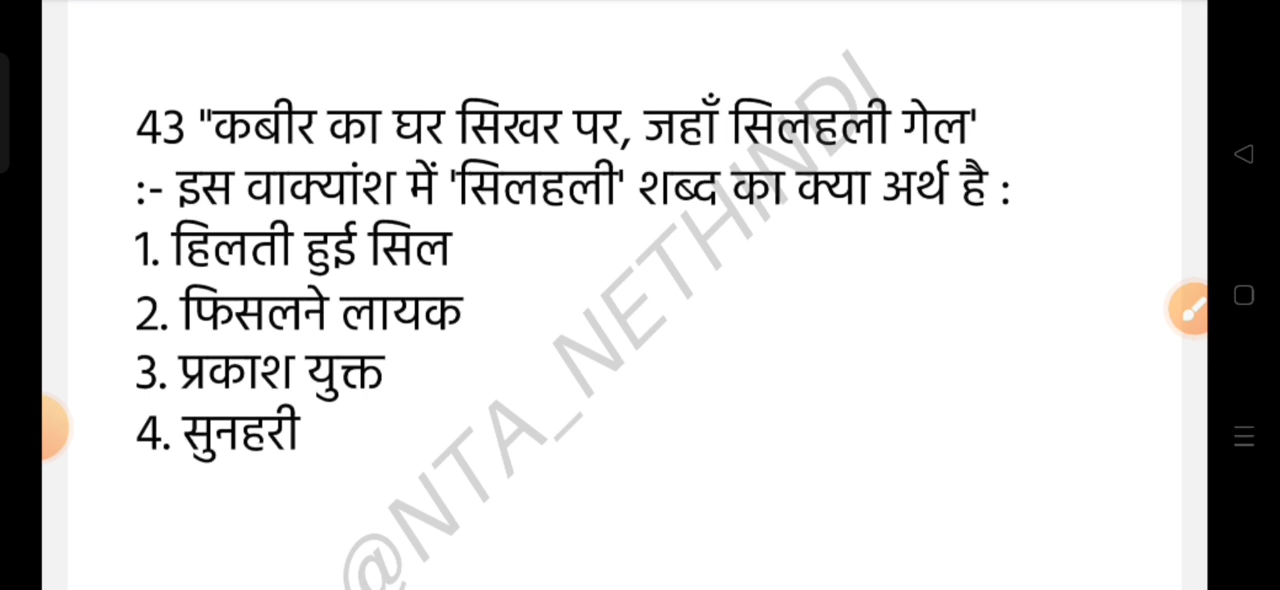 43 "कबीर का घर सिखर पर, जहाँ सिलहली गेल'
:- इस वाक्यांश में 'सिलहली' शब्द का क्या अर्थ है :
1. हिलती हुई सिल
2. फिसलने लायक
3. प्रकाश युक्त
4. सुनहरी
@NTA_NETHINDI